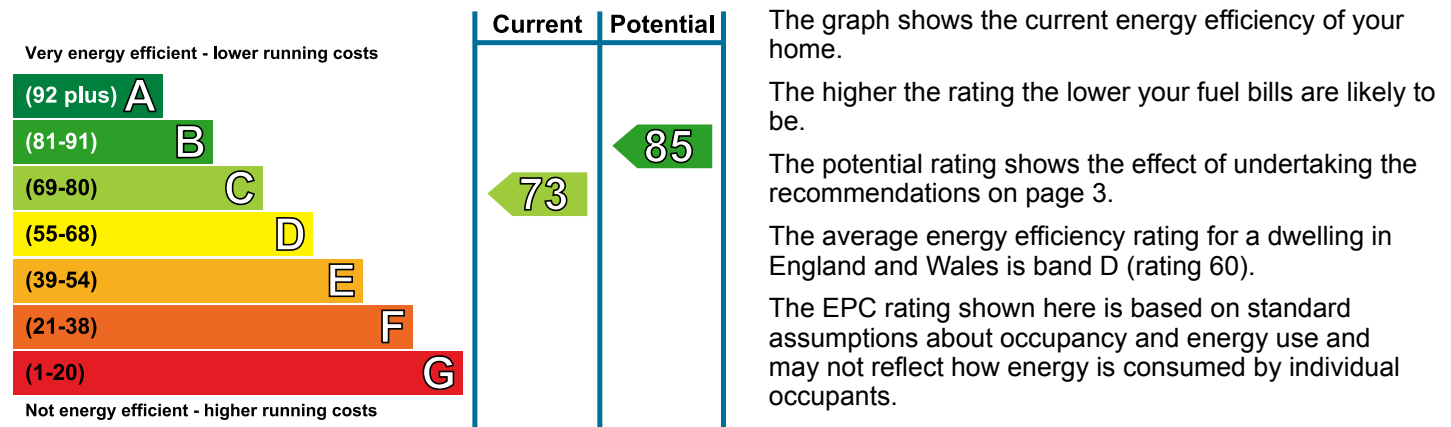 Current Potential
Very energy efficient - lower running costs
(92 plus) A
(81-91) B
85
(69-80) C
73
(55-68) D
(39-54) E
(21-38) F
(1-20) G
Not energy efficient - higher running costs
The graph shows the current energy efficiency of your
home.
The higher the rating the lower your fuel bills are likely to
be.
The potential rating shows the effect of undertaking the
recommendations on page 3.
The average energy efficiency rating for a dwelling in
England and Wales is band D (rating 60).
The EPC rating shown here is based on standard
assumptions about occupancy and energy use and
may not reflect how energy is consumed by individual
occupants.